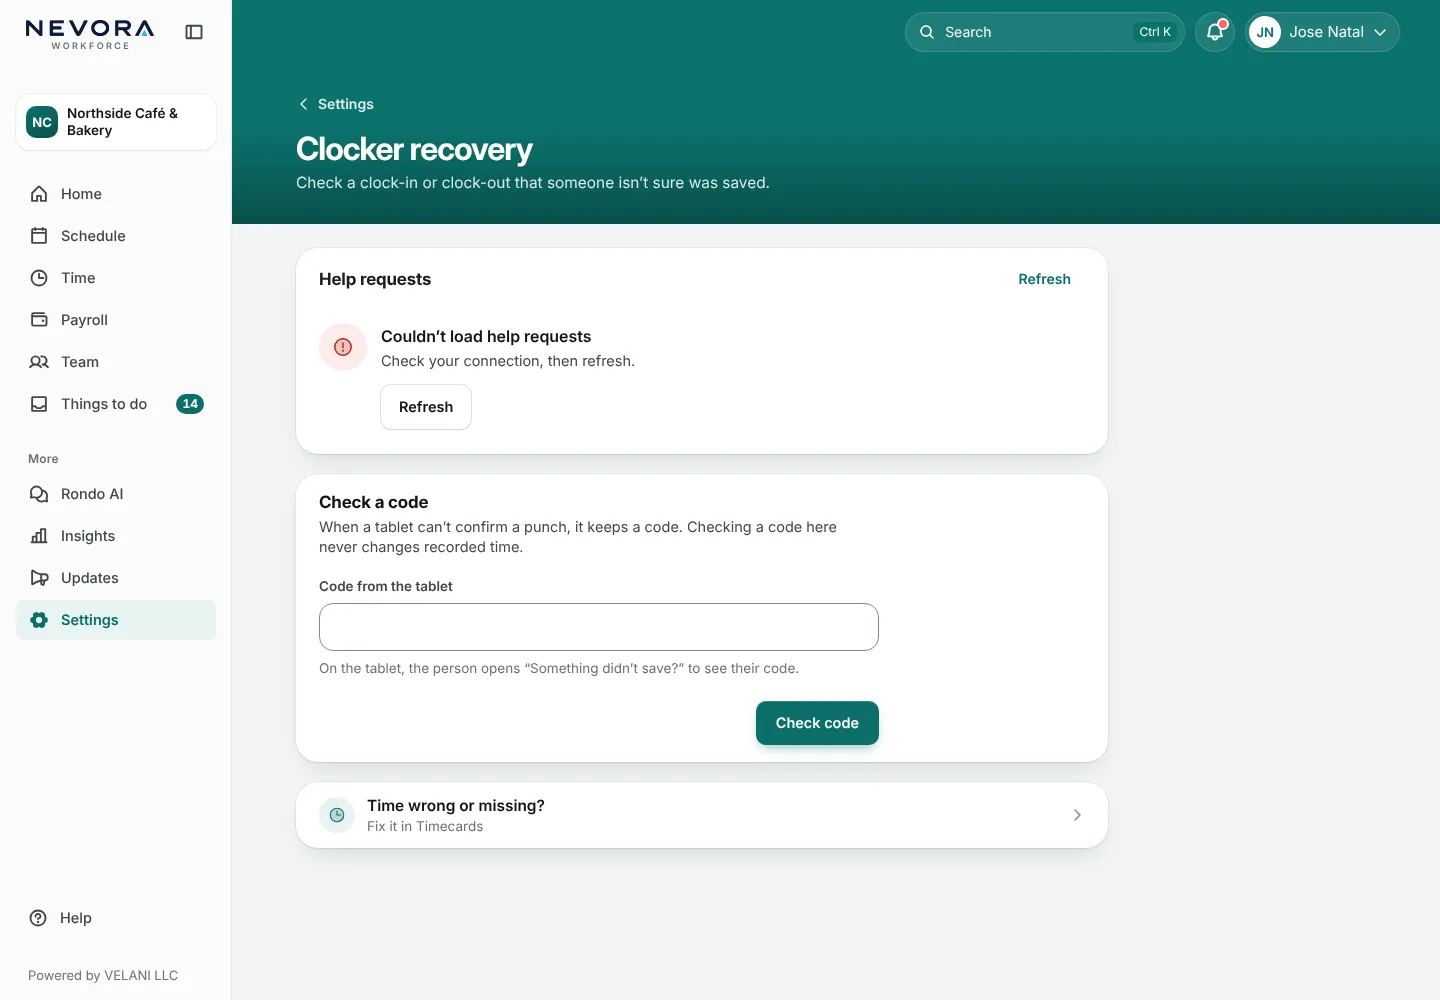 NEVORA
WORKFORCE
Search
Ctrl K
JN
Jose Natal
NC
Northside Café &
Bakery
Home
Schedule
Time
Payroll
Team
Things to do
14
More
Rondo AI
Insights
Updates
Settings
Help
Powered by VELANI LLC
Settings
Clocker recovery
Check a clock-in or clock-out that someone isn’t sure was saved.
Help requests
Refresh
Couldn’t load help requests
Check your connection, then refresh.
Refresh
Check a code
When a tablet can’t confirm a punch, it keeps a code. Checking a code here
never changes recorded time.
Code from the tablet
On the tablet, the person opens “Something didn’t save?” to see their code.
Check code
Time wrong or missing?
Fix it in Timecards